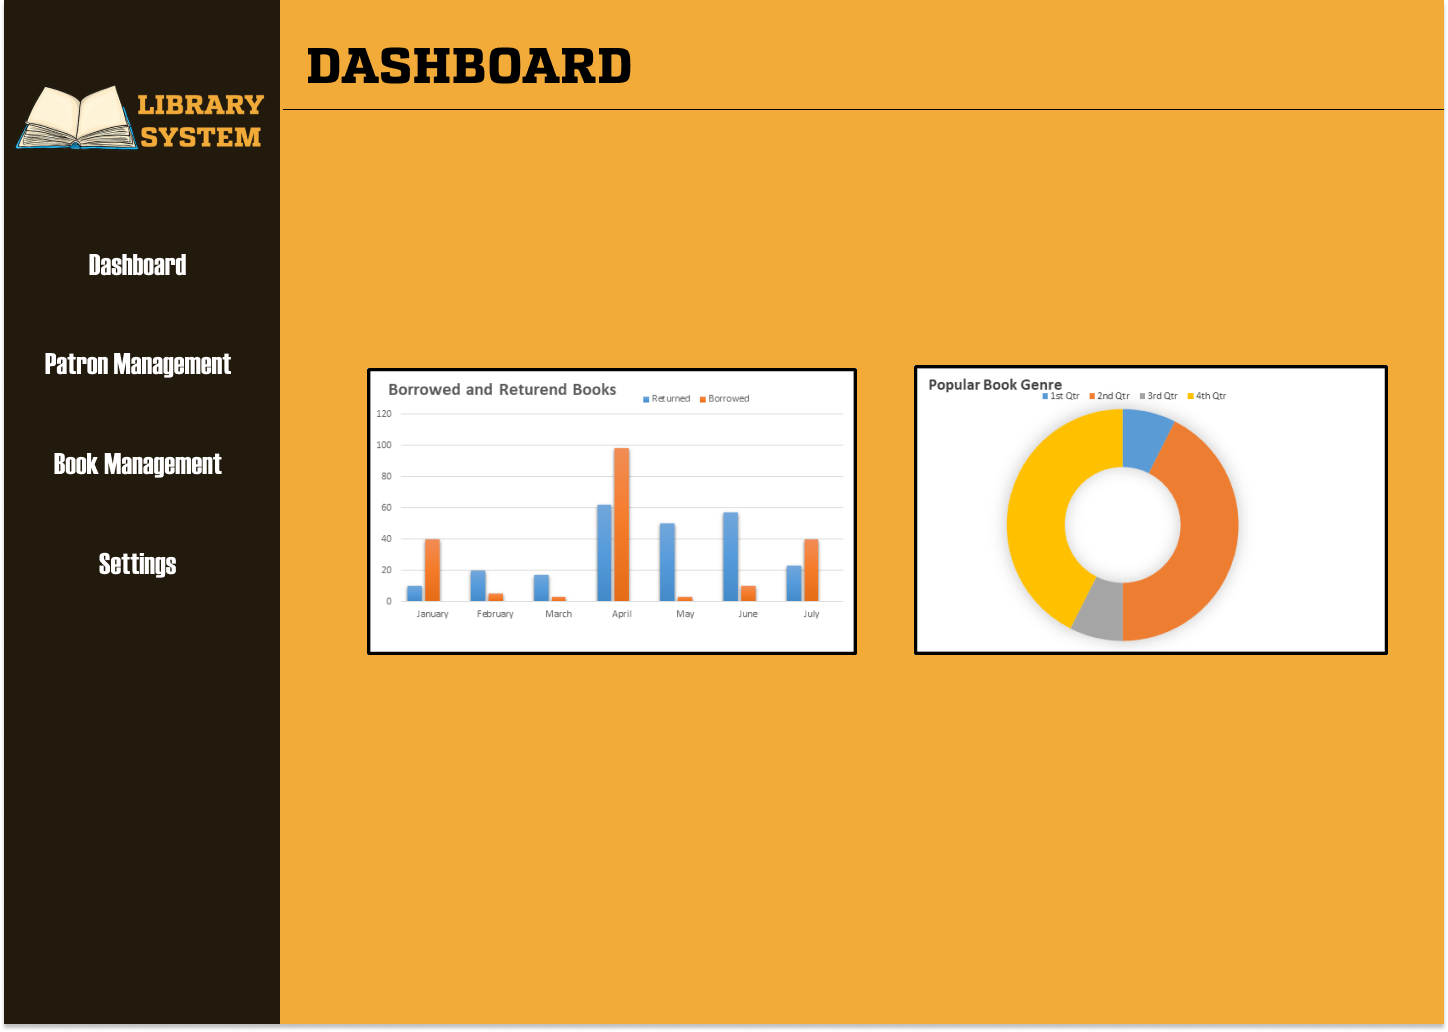 DASHBOARD
LIBRARY
SYSTEM
Dashboard
Patron Management
Book Management
Settings
Borrowed and Returend Books
Returned Borrowed
120
100
80
60
40
20
0
January February March April May June July
Popular Book Genre
1st Qtr 2nd Qtr 3rd Qtr 4th Qtr